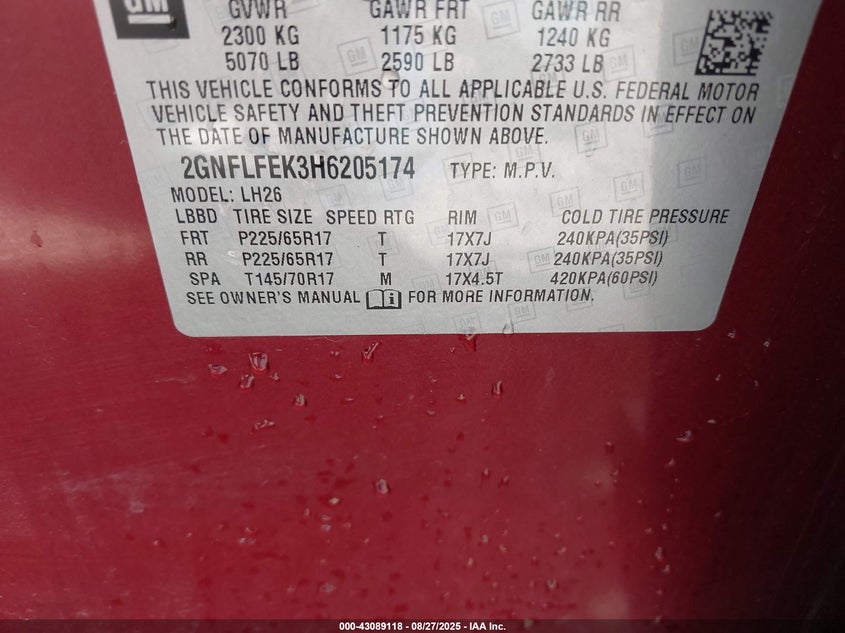 GM
GVWR GAWR FRT GAWR RR
2300 KG 1175 KG 1240 KG
5070 LB 2590 LB 2733 LB
THIS VEHICLE CONFORMS TO ALL APPLICABLE U.S. FEDERAL MOTOR
VEHICLE SAFETY AND THEFT PREVENTION STANDARDS IN EFFECT ON
THE DATE OF MANUFACTURE SHOWN ABOVE.
2GNFLFEK3H6205174 TYPE: M.P.V.
MODEL: LH26
LBBD TIRE SIZE SPEED RTG RIM COLD TIRE PRESSURE
FRT P225/65R17 T 17X7J 240KPA(35PSI)
RR P225/65R17 T 17X7J 240KPA(35PSI)
SPA T145/70R17 M 17X4.5T 420KPA(60PSI)
SEE OWNER'S MANUAL FOR MORE INFORMATION.
000-43089118 - 08/27/2025 - IAA Inc.